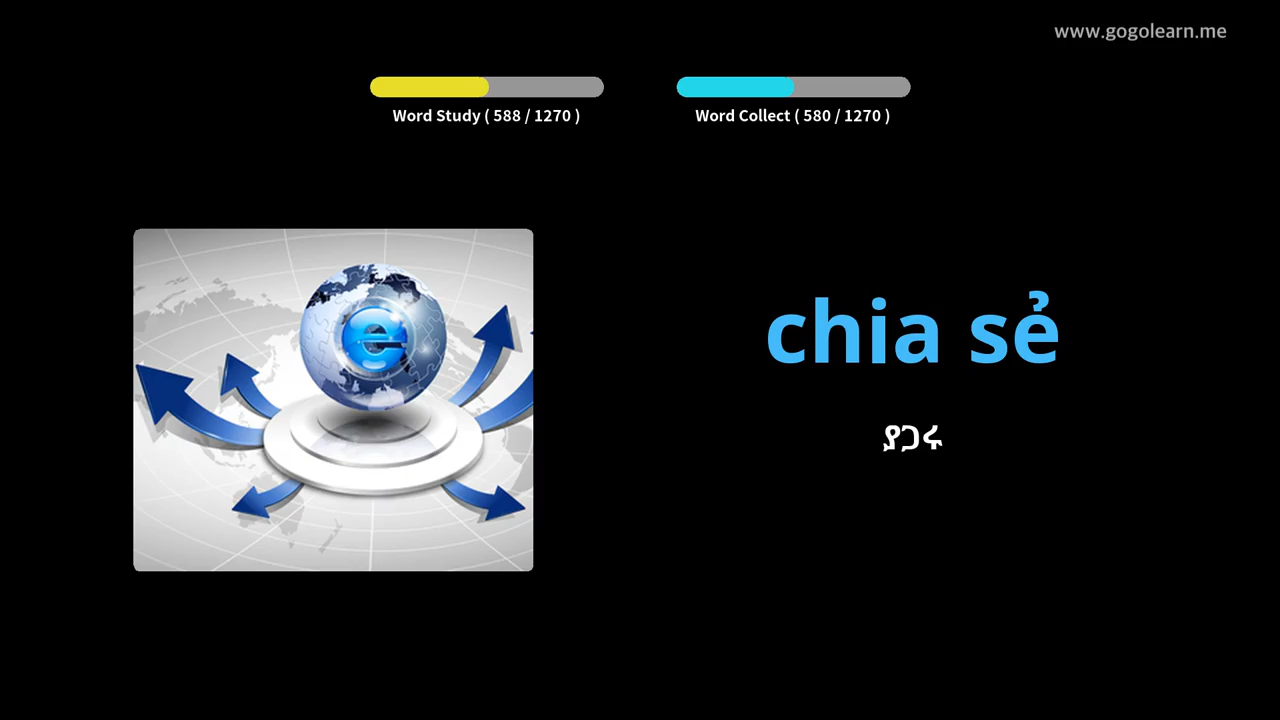 www.gogolearn.me
Word Study ( 588 / 1270 )
Word Collect ( 580 / 1270 )
e
chia sẻ
ያጋሩ